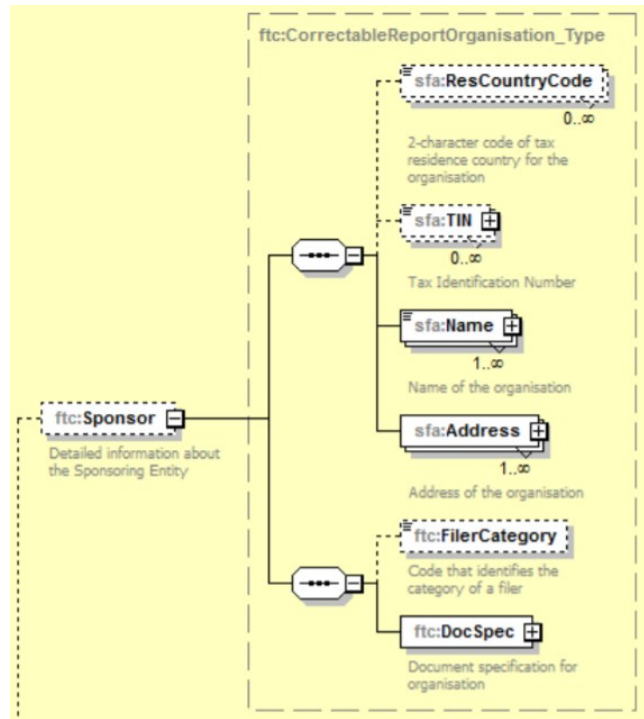 ftc:CorrectableReportOrganisation_Type
sfa:ResCountryCode
0..∞
2-character code of tax
residence country for the
organisation
sfa:TIN
0..∞
Tax Identification Number
sfa:Name
1..∞
Name of the organisation
ftc:Sponsor
Detailed information about
the Sponsoring Entity
sfa:Address
1..∞
Address of the organisation
ftc:FilerCategory
Code that identifies the
category of a filer
ftc:DocSpec
Document specification for
organisation